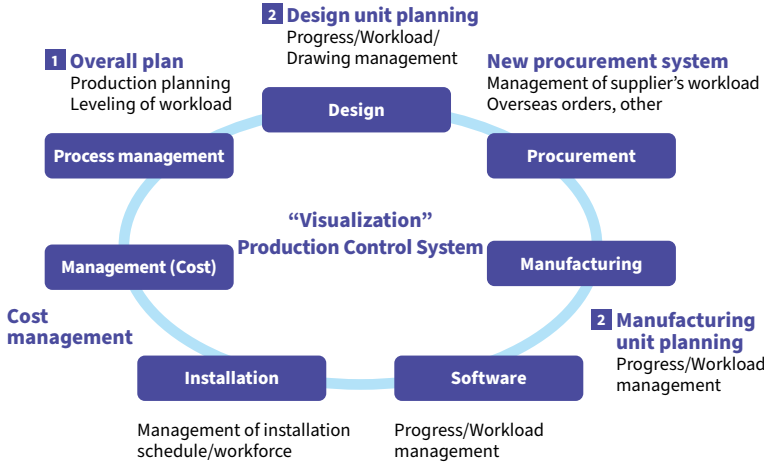 2 Design unit planning
Progress/Workload/
Drawing management
1 Overall plan
Production planning
Leveling of workload
New procurement system
Management of supplier’s workload
Overseas orders, other
Design
Process management
Procurement
“Visualization”
Production Control System
Management (Cost)
Manufacturing
Cost
management
2 Manufacturing
unit planning
Progress/Workload
management
Installation
Software
Management of installation
schedule/workforce
Progress/Workload
management